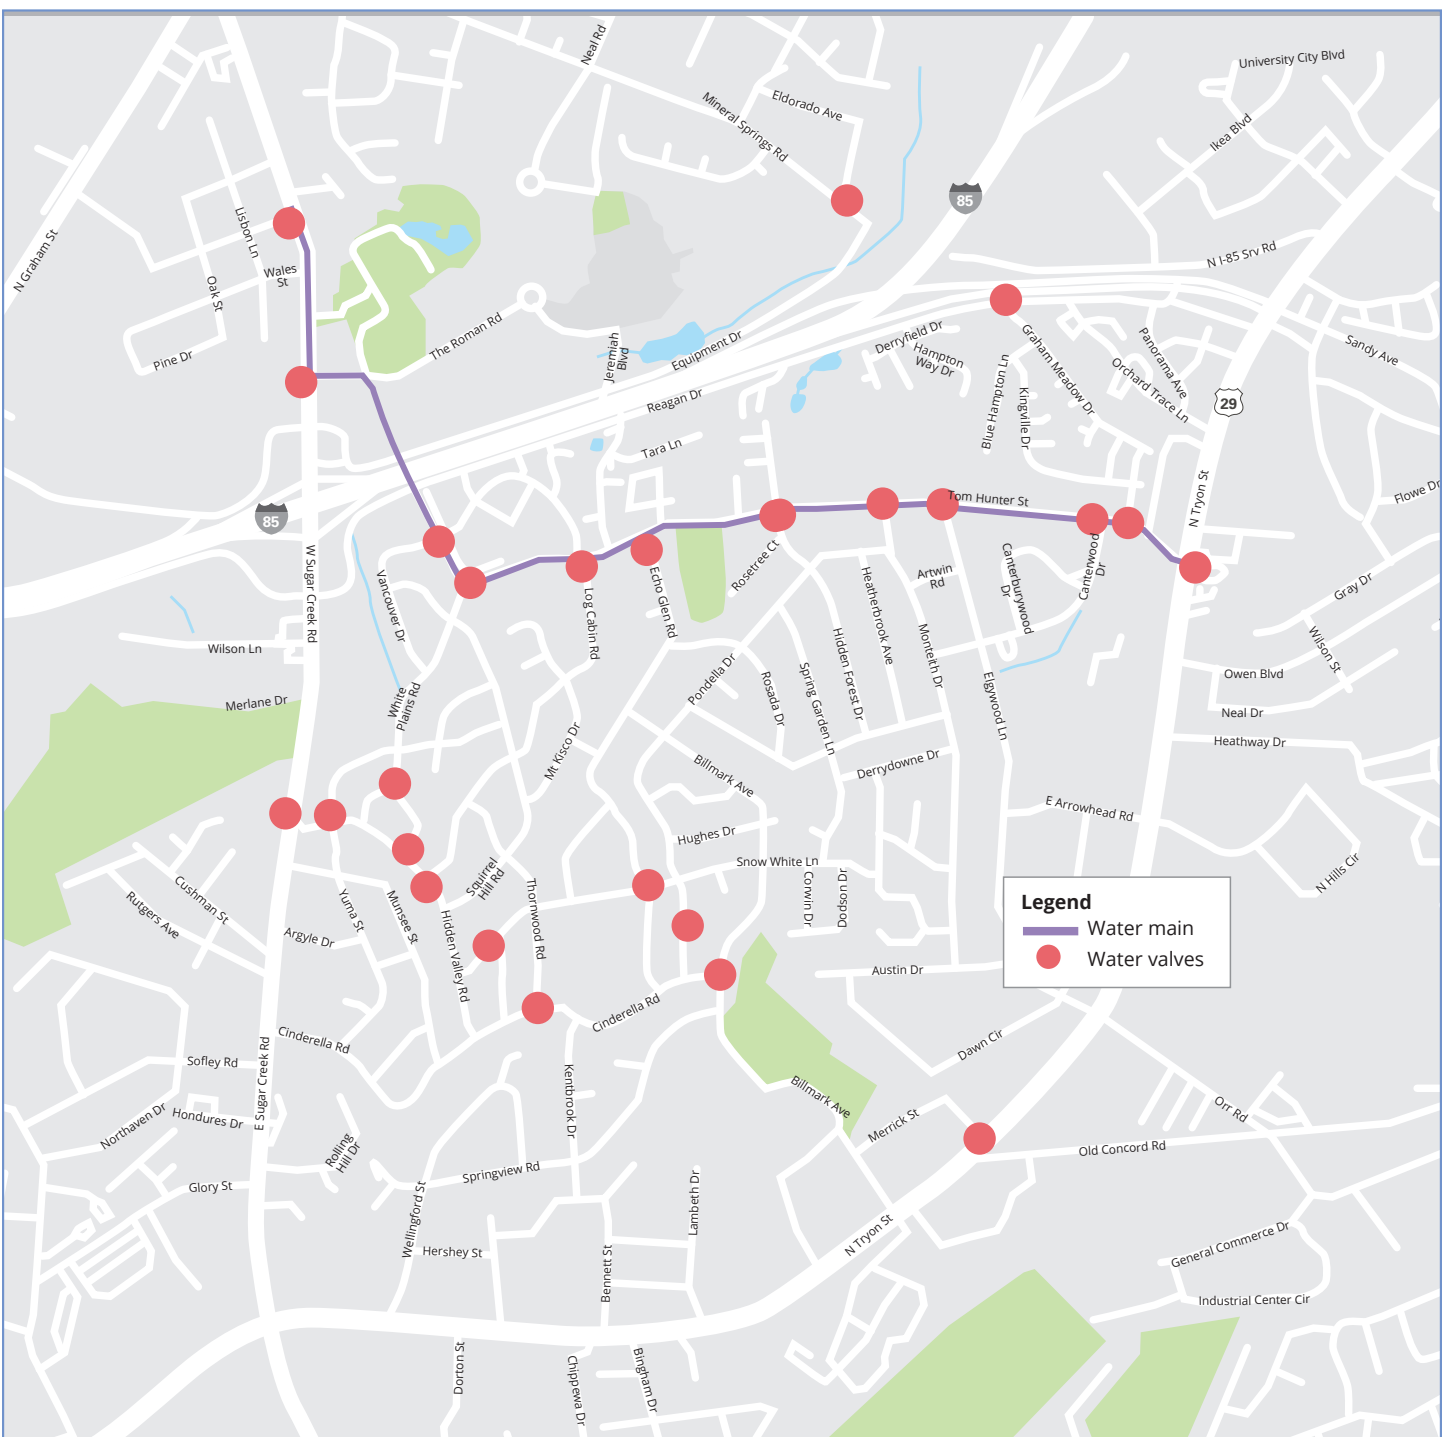 University City Blvd
Neal Rd
Eldorado Ave
Mineral Springs Rd
Ikea Blvd
85
Lisbon Ln
N Graham St
Wales
St
Oak St
N I-85 Srv Rd
The Roman Rd
Pine Dr
Jeremiah
Blvd
Equipment Dr
Derryfield Dr
Hampton
Way Dr
Graham Meadow Dr
Panorama Ave
Orchard Trace Ln
Sandy Ave
Reagan Dr
Blue Hampton Ln
Kingville Dr
29
Tara Ln
Tom Hunter St
N Tryon St
Flowe Dr
85
W Sugar Creek Rd
Vancouver Dr
Log Cabin Rd
Echo Glen Rd
Rosetree Ct
Heatherbrook Ave
Artwin
Rd
Canterburywood
Dr
Canterwood
Dr
Gray Dr
Wilson Ln
Wilson St
Hidden Forest Dr
Monteith Dr
Merlane Dr
White
Plains Rd
Pondella Dr
Rosada Dr
Spring Garden Ln
Elgywood Ln
Owen Blvd
Neal Dr
Heathway Dr
Mt Kisco Dr
Billmark Ave
Derrydowne Dr
E Arrowhead Rd
Hughes Dr
Snow White Ln
Corwin Dr
Dodson Dr
N Hills Cir
Squirrel
Hill Rd
Cushman St
Rutgers Ave
Yuma St
Munsee St
Argyle Dr
Hidden Valley Rd
Thornwood Rd
Legend
Water main
Water valves
Austin Dr
Cinderella Rd
Cinderella Rd
Dawn Cir
Sofley Rd
E Sugar Creek Rd
Kentbrook Dr
Billmark Ave
Northaven Dr
Hondures Dr
Rolling
Hill Dr
Merrick St
Orr Rd
Old Concord Rd
Springview Rd
Glory St
Wellingford St
Lambeth Dr
Hershey St
Bennett St
N Tryon St
General Commerce Dr
Industrial Center Cir
Dorton St
Chippewa Dr
Bingham Dr